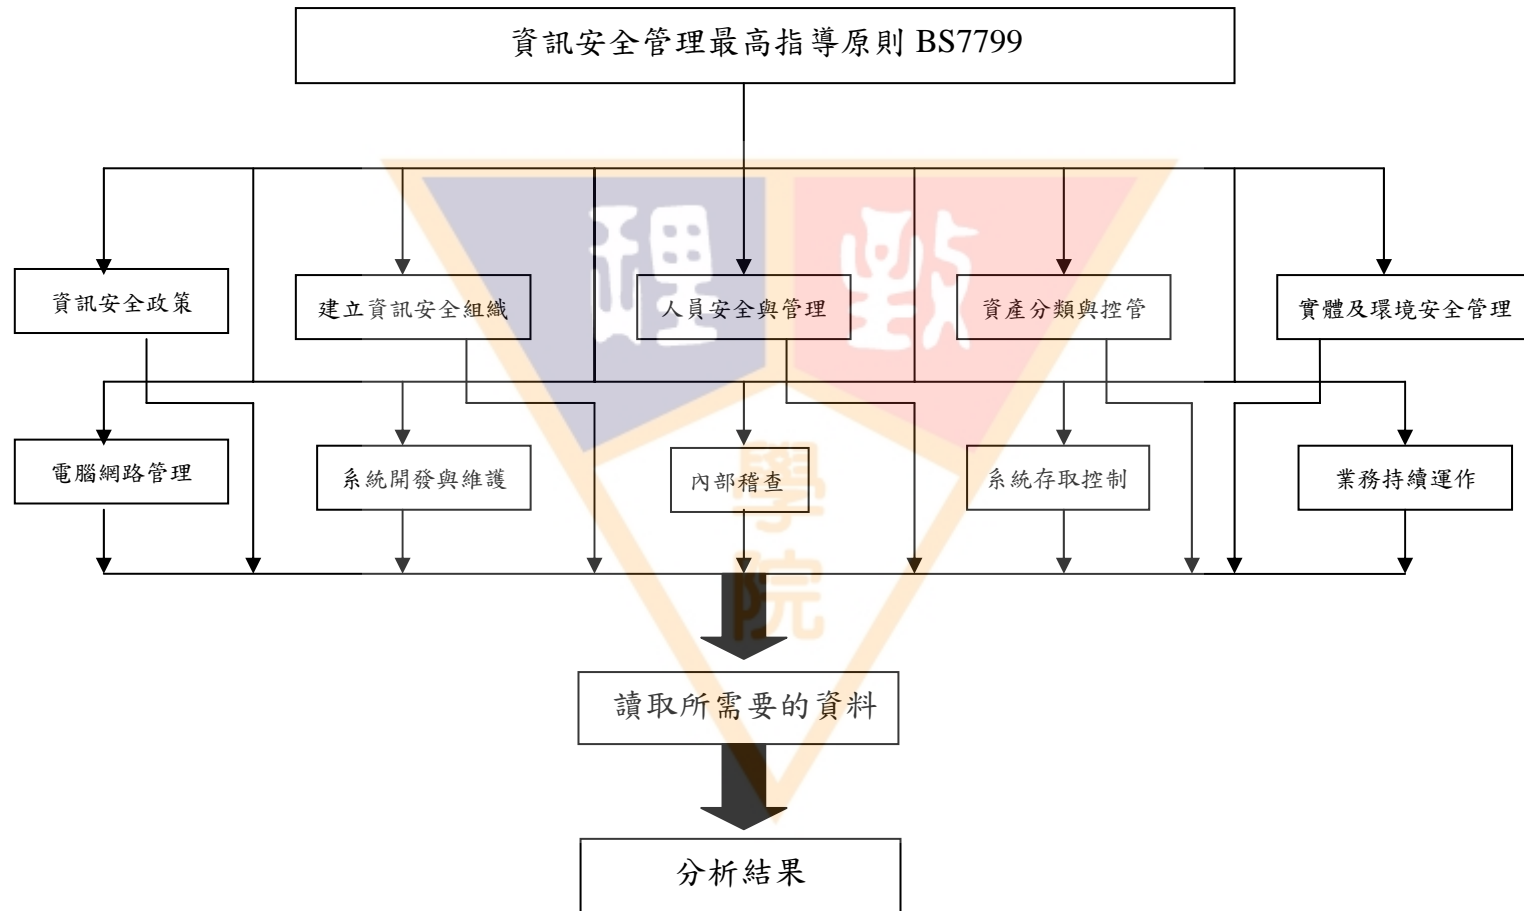 資訊安全管理最高指導原則 BS7799
資訊安全政策
建立資訊安全組織
人員安全與管理
資產分類與控管
實體及環境安全管理
電腦網路管理
系統開發與維護
內部稽查
系統存取控制
業務持續運作
讀取所需要的資料
分析結果
理
勤
學
院